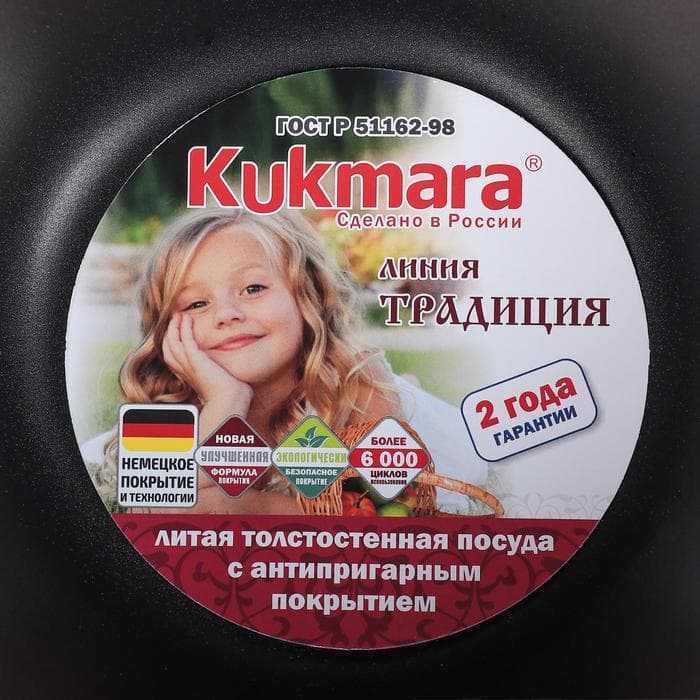 ГОСТ Р 51162-98
Kukmara®
Сделано в России
ЛИНИЯ
ТРАДИЦИЯ
2 года
ГАРАНТИИ
НЕМЕЦКОЕ
ПОКРЫТИЕ
И ТЕХНОЛОГИИ
НОВАЯ
УЛУЧШЕННАЯ
ФОРМУЛА
ПОКРЫТИЯ
ЭКОЛОГИЧЕСКИ
БЕЗОПАСНОЕ
ПОКРЫТИЕ
БОЛЕЕ
6 000
ЦИКЛОВ
ИСПОЛЬЗОВАНИЯ
ЛИТАЯ ТОЛСТОСТЕННАЯ ПОСУДА
С АНТИПРИГАРНЫМ
ПОКРЫТИЕМ